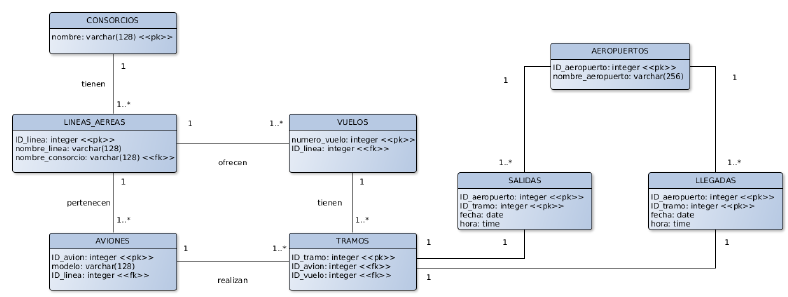 CONSORCIOS
nombre: varchar(128) <<pk>>
1
tienen
1..*
LINEAS_AEREAS
ID_linea: integer <<pk>>
nombre_linea: varchar(128)
nombre_consorcio: varchar(128) <<fk>>
1
1..*
ofrecen
VUELOS
numero_vuelo: integer <<pk>>
ID_linea: integer <<fk>>
1
pertenecen
1..*
1
tienen
1..*
AVIONES
ID_avion: integer <<pk>>
modelo: varchar(128)
ID_linea: integer <<fk>>
1
1..*
realizan
TRAMOS
ID_tramo: integer <<pk>>
ID_avion: integer <<fk>>
ID_vuelo: integer <<fk>>
AEROPUERTOS
ID_aeropuerto: integer <<pk>>
nombre_aeropuerto: varchar(256)
1
1
1..*
1..*
SALIDAS
ID_aeropuerto: integer <<pk>>
ID_tramo: integer <<pk>>
fecha: date
hora: time
LLEGADAS
ID_aeropuerto: integer <<pk>>
ID_tramo: integer <<pk>>
fecha: date
hora: time
1
1
1
1